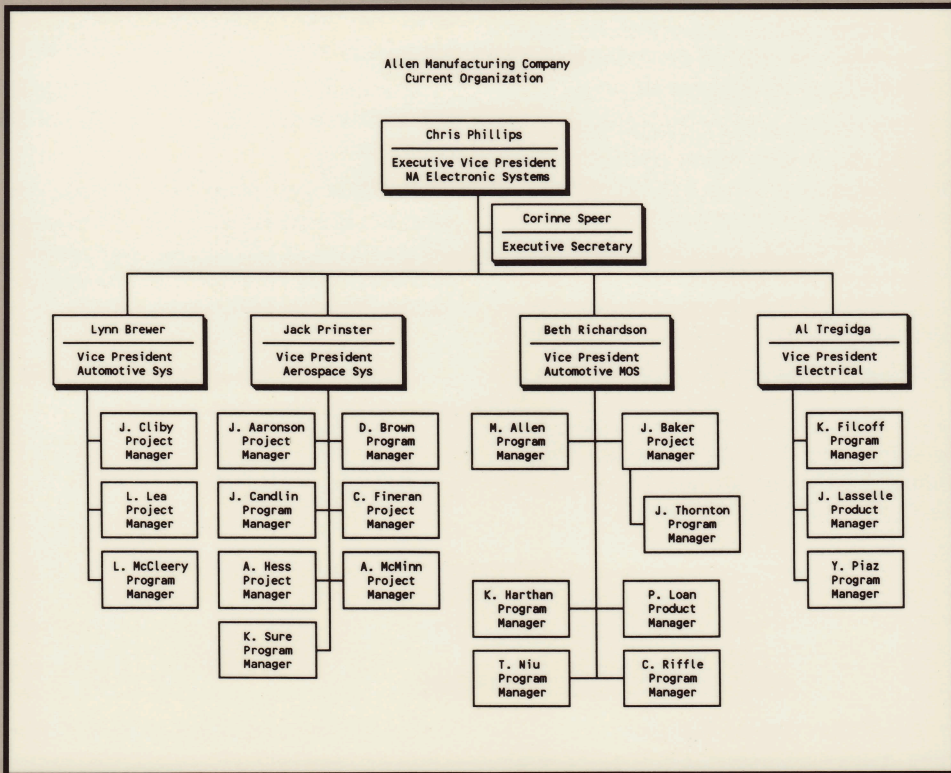 Allen Manufacturing Company
Current Organization
Chris Phillips
Executive Vice President
NA Electronic Systems
Corinne Speer
Executive Secretary
Lynn Brewer
Vice President
Automotive Sys
Jack Prinster
Vice President
Aerospace Sys
Beth Richardson
Vice President
Automotive MOS
Al Tregidga
Vice President
Electrical
J. Cliby
Project
Manager
L. Lea
Project
Manager
L. McCleery
Program
Manager
J. Aaronson
Project
Manager
D. Brown
Program
Manager
J. Candlin
Program
Manager
C. Fineran
Project
Manager
A. Hess
Project
Manager
A. McMinn
Project
Manager
K. Sure
Program
Manager
M. Allen
Program
Manager
J. Baker
Project
Manager
J. Thornton
Program
Manager
K. Harthan
Program
Manager
P. Loan
Product
Manager
T. Niu
Program
Manager
C. Riffle
Program
Manager
K. Filcoff
Program
Manager
J. Lasselle
Product
Manager
Y. Piaz
Program
Manager